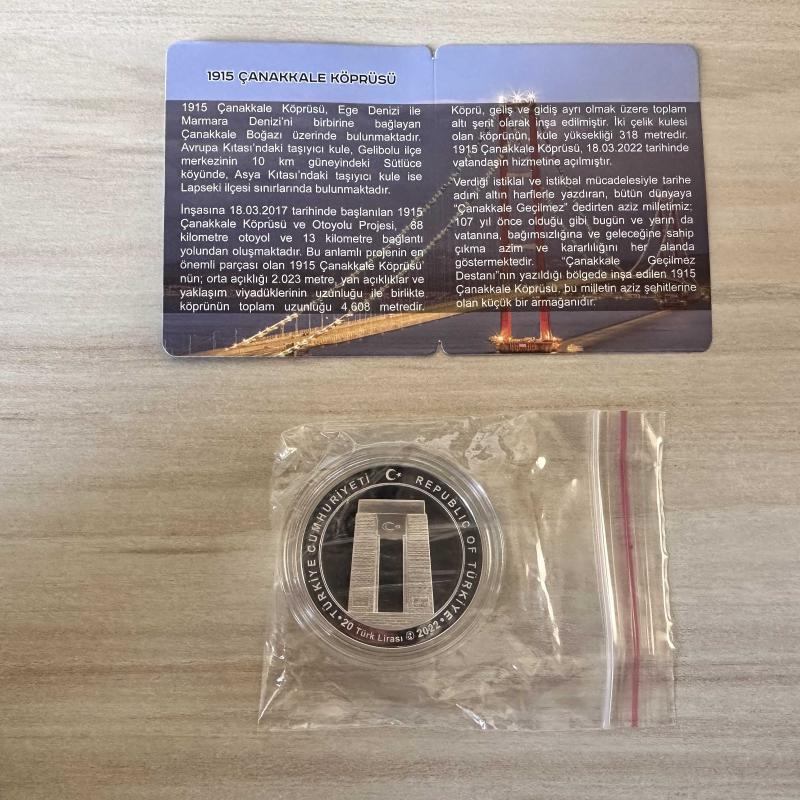 1915 ÇANAKKALE KÖPRÜSÜ
1915 Çanakkale Köprüsü, Ege Denizi ile
Marmara Denizi'ni birbirine bağlayan
Çanakkale Boğazı üzerinde bulunmaktadır.
Avrupa Kıtası'ndaki taşıyıcı kule, Gelibolu ilçe
merkezinin 10 km güneyindeki Sütlüce
köyünde, Asya Kıtası'ndaki taşıyıcı kule ise
Lapseki ilçesi sınırlarında bulunmaktadır.
İnşasına 18.03.2017 tarihinde başlanılan 1915
Çanakkale Köprüsü ve Otoyolu Projesi, 88
kilometre otoyol ve 13 kilometre bağlantı
yolundan oluşmaktadır. Bu anlamlı projenin en
önemli parçası olan 1915 Çanakkale Köprüsü'
nün; orta açıklığı 2.023 metre, yan açıklıklar ve
yaklaşım viyadüklerinin uzunluğu ile birlikte
köprünün toplam uzunluğu 4.608 metredir.
Köprü, geliş ve gidiş ayrı olmak üzere toplam
altı şerit olarak inşa edilmiştir. İki çelik kulesi
olan köprünün, kule yüksekliği 318 metredir.
1915 Çanakkale Köprüsü, 18.03.2022 tarihinde
vatandaşın hizmetine açılmıştır.
Verdiği istiklal ve istikbal mücadelesiyle tarihe
adını altın harflerle yazdıran, bütün dünyaya
"Çanakkale Geçilmez" dedirten aziz milletimiz;
107 yıl önce olduğu gibi bugün ve yarın da
vatanına, bağımsızlığına ve geleceğine sahip
çıkma azim ve kararlılığını her alanda
göstermektedir. "Çanakkale Geçilmez
Destanı"nın yazıldığı bölgede inşa edilen 1915
Çanakkale Köprüsü, bu milletin aziz şehitlerine
olan küçük bir armağanıdır.
TÜRKİYE CUMHURİYETİ
REPUBLIC OF TÜRKİYE
20 Türk Lirası 2022